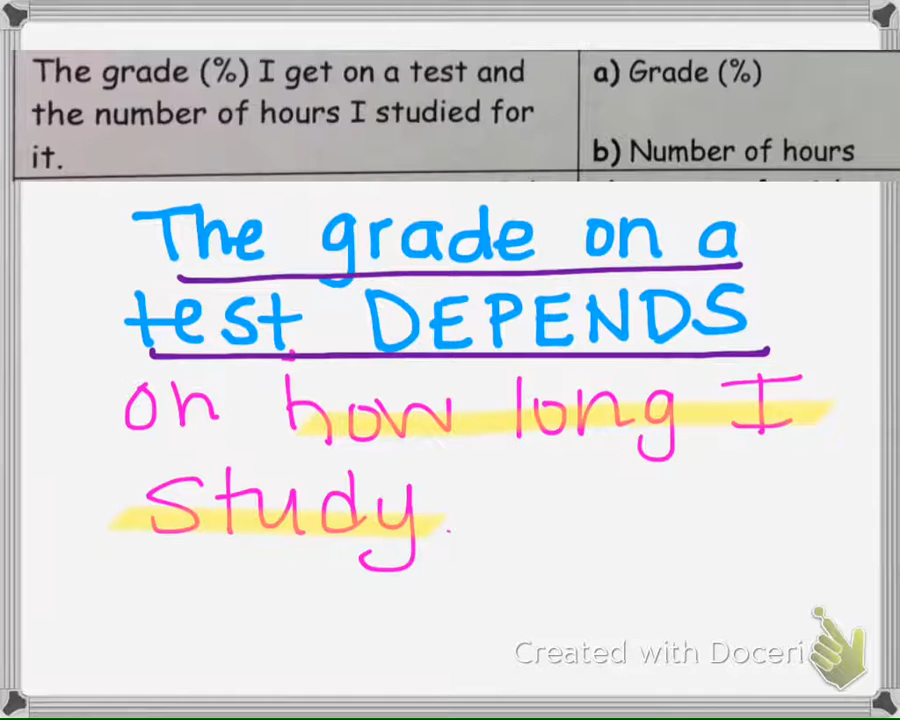 The grade (%) I get on a test and
the number of hours I studied for
it.
a) Grade (%)
b) Number of hours
The grade on a
test DEPENDS
on how long I
study.
Created with Doceri